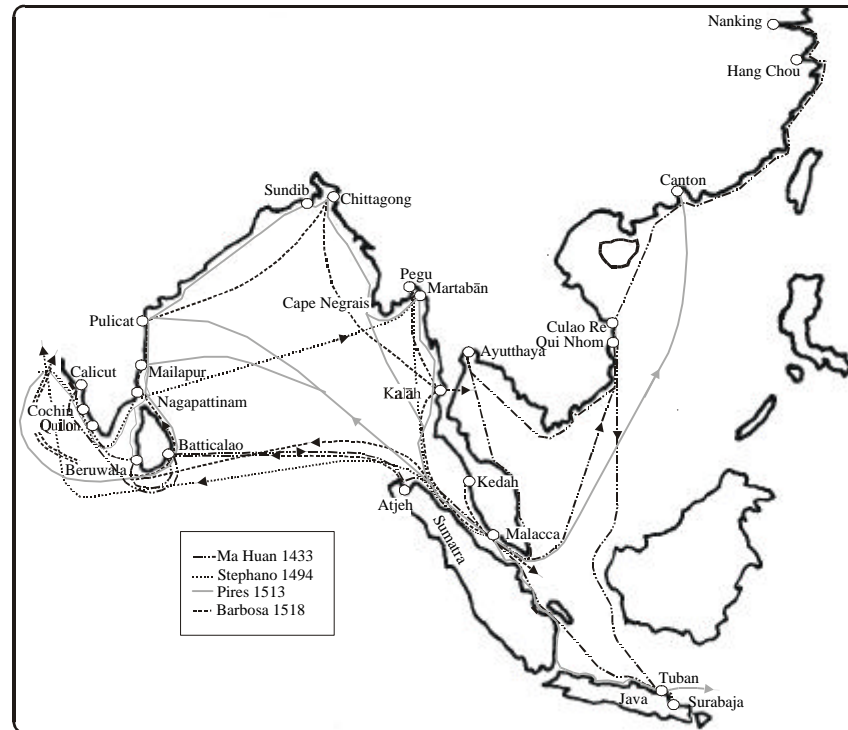 Nanking
Hang Chou
Canton
Sundib
Chittagong
Pegu
Martabān
Cape Negrais
Pulicat
Culao Re
Qui Nhom
Ayutthaya
Calicut
Mailapur
Kalāh
Nagapattinam
Cochin
Quilon
Batticalao
Beruwala
Kedah
Atjeh
Sumatra
Malacca
Ma Huan 1433
Stephano 1494
Pires 1513
Barbosa 1518
Tuban
Java
Surabaja